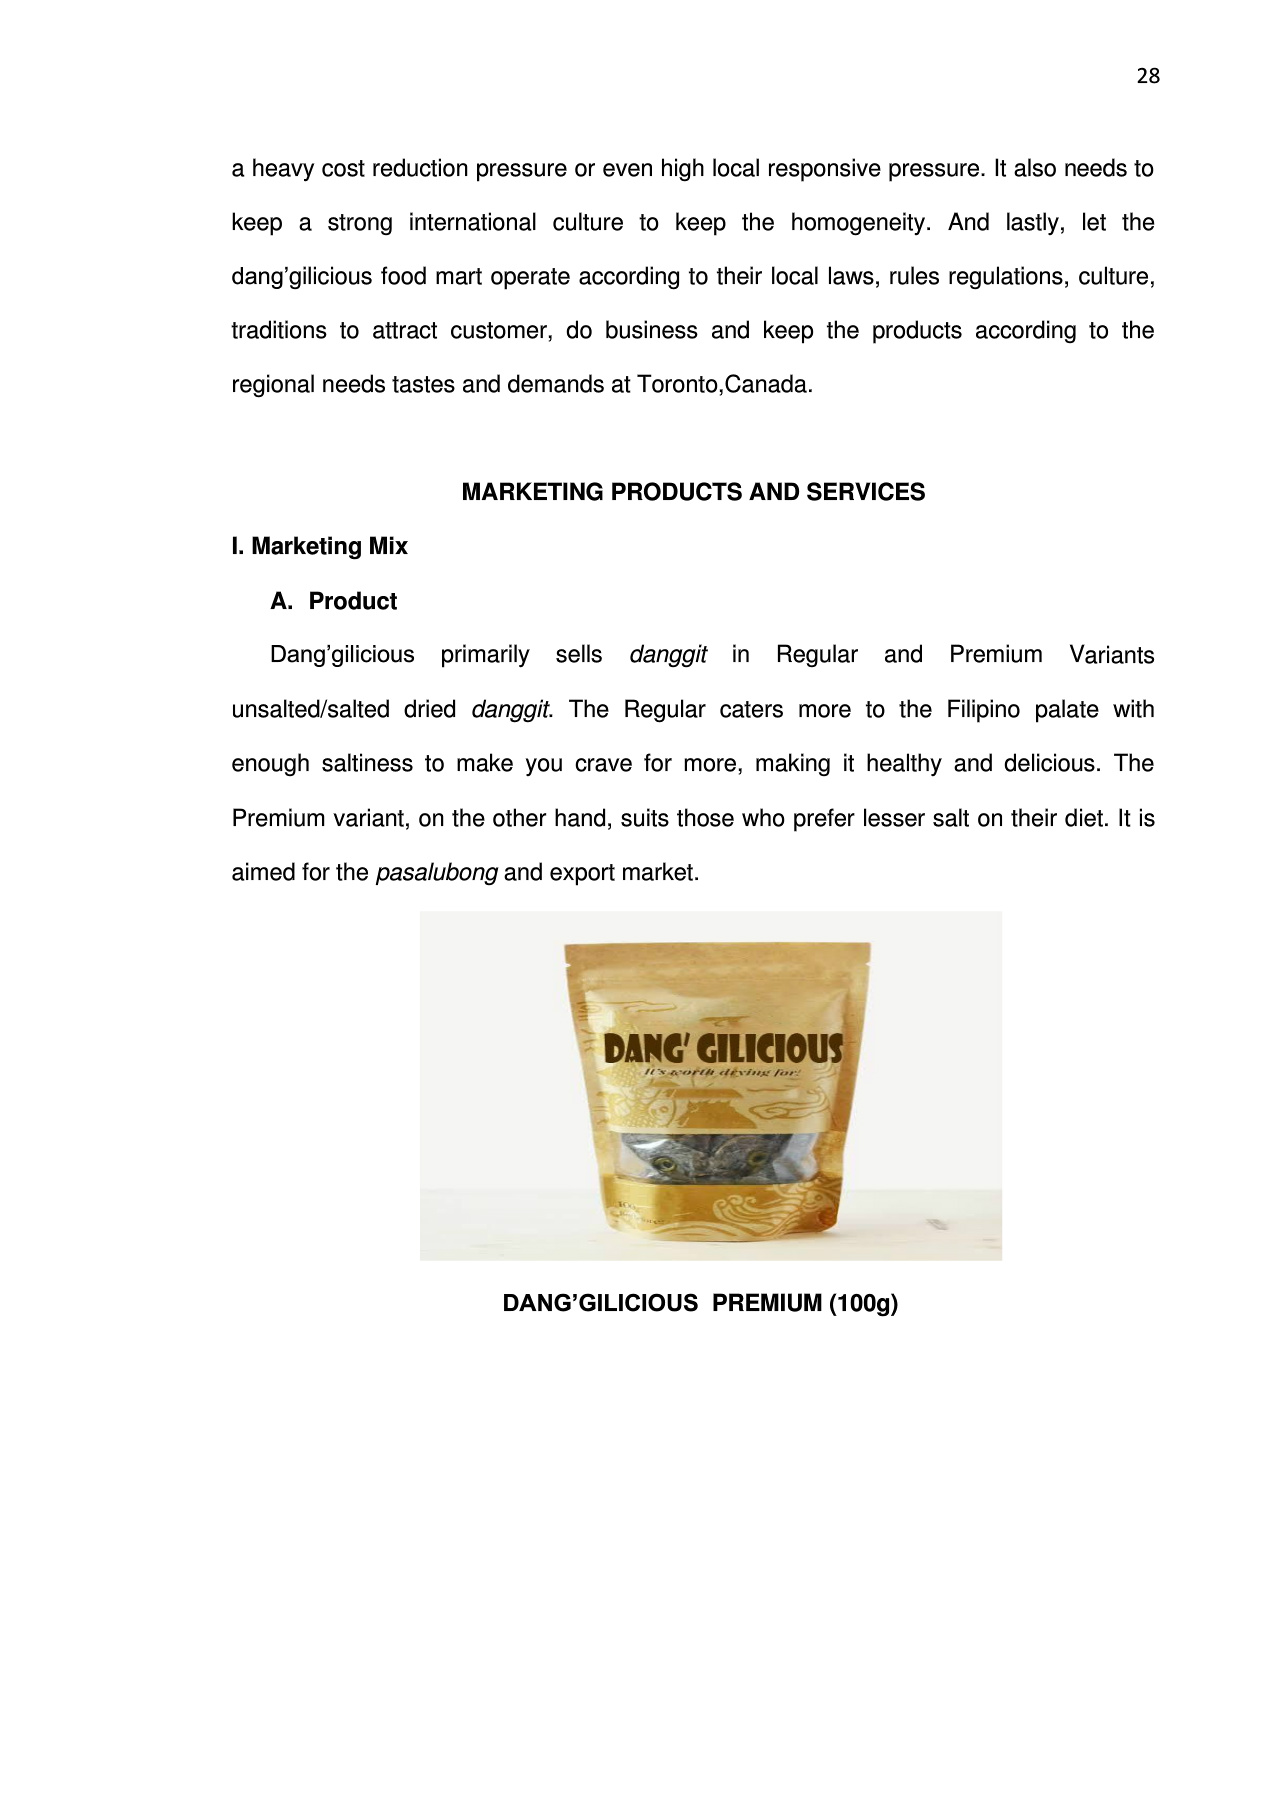 28
a heavy cost reduction pressure or even high local responsive pressure. It also needs to
keep a strong international culture to keep the homogeneity. And lastly, let the
dang’gilicious food mart operate according to their local laws, rules regulations, culture,
traditions to attract customer, do business and keep the products according to the
regional needs tastes and demands at Toronto,Canada.
MARKETING PRODUCTS AND SERVICES
I. Marketing Mix
A. Product
Dang’gilicious primarily sells danggit in Regular and Premium Variants
unsalted/salted dried danggit. The Regular caters more to the Filipino palate with
enough saltiness to make you crave for more, making it healthy and delicious. The
Premium variant, on the other hand, suits those who prefer lesser salt on their diet. It is
aimed for the pasalubong and export market.
DANG' GILICIOUS
It's worth drying for!
DANG’GILICIOUS PREMIUM (100g)